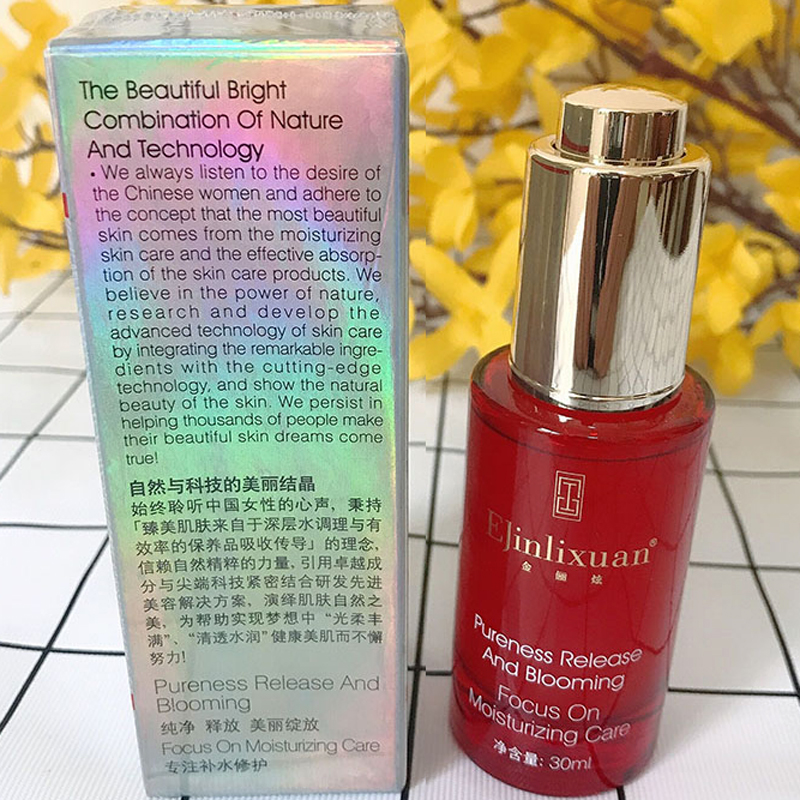 The Beautiful Bright
Combination Of Nature
And Technology
· We always listen to the desire of
the Chinese women and adhere to
the concept that the most beautiful
skin comes from the moisturizing
skin care and the effective absorp-
tion of the skin care products. We
believe in the power of nature,
research and develop the
advanced technology of skin care
by integrating the remarkable ingre-
dients with the cutting-edge
technology, and show the natural
beauty of the skin. We persist in
helping thousands of people make
their beautiful skin dreams come
true!
自然与科技的美丽结晶
始终聆听中国女性的心声，秉持
「臻美肌肤来自于深层水调理与有
效率的保养品吸收传导」的理念，
信赖自然精粹的力量，引用卓越成
分与尖端科技紧密结合研发先进
美容解决方案，演绎肌肤自然之
美，为帮助实现梦想中“光柔丰
满”、“清透水润”健康美肌而不懈
努力!
Pureness Release And
Blooming
纯净 释放 美丽绽放
Focus On Moisturizing Care
专注补水修护
EJinlixuan®
金 俪 炫
Pureness Release
And Blooming
Focus On
Moisturizing Care
净含量: 30ml